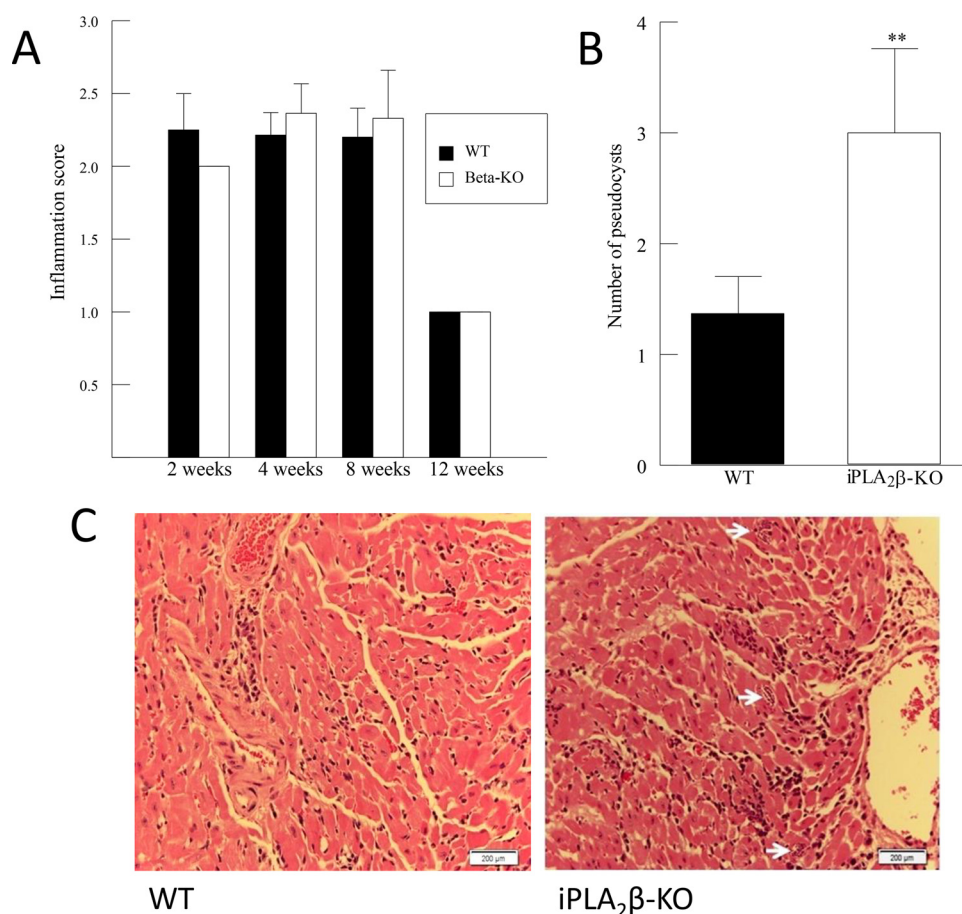 A
3.0
2.5
2.0
1.5
1.0
0.5
Inflammation score
WT
Beta-KO
2 weeks 4 weeks 8 weeks 12 weeks
B
4
3
2
1
0
Number of pseudocysts
**
WT iPLA₂β-KO
C
200 µm
200 µm
WT iPLA₂β-KO